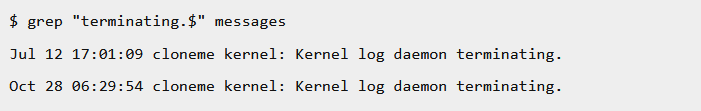 $ grep "terminating.$" messages
Jul 12 17:01:09 cloneme kernel: Kernel log daemon terminating.
Oct 28 06:29:54 cloneme kernel: Kernel log daemon terminating.